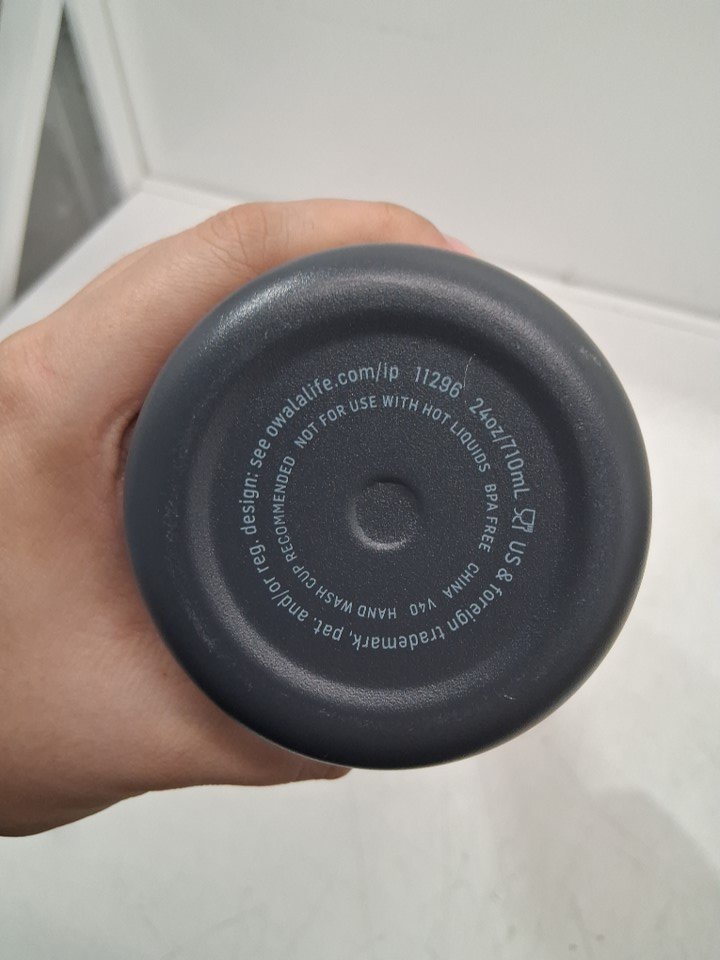 11296 24oz/710mL US & foreign trademark, pat. and/or reg. design: see owalalife.com/ip
NOT FOR USE WITH HOT LIQUIDS BPA FREE CHINA V40 HAND WASH CUP RECOMMENDED